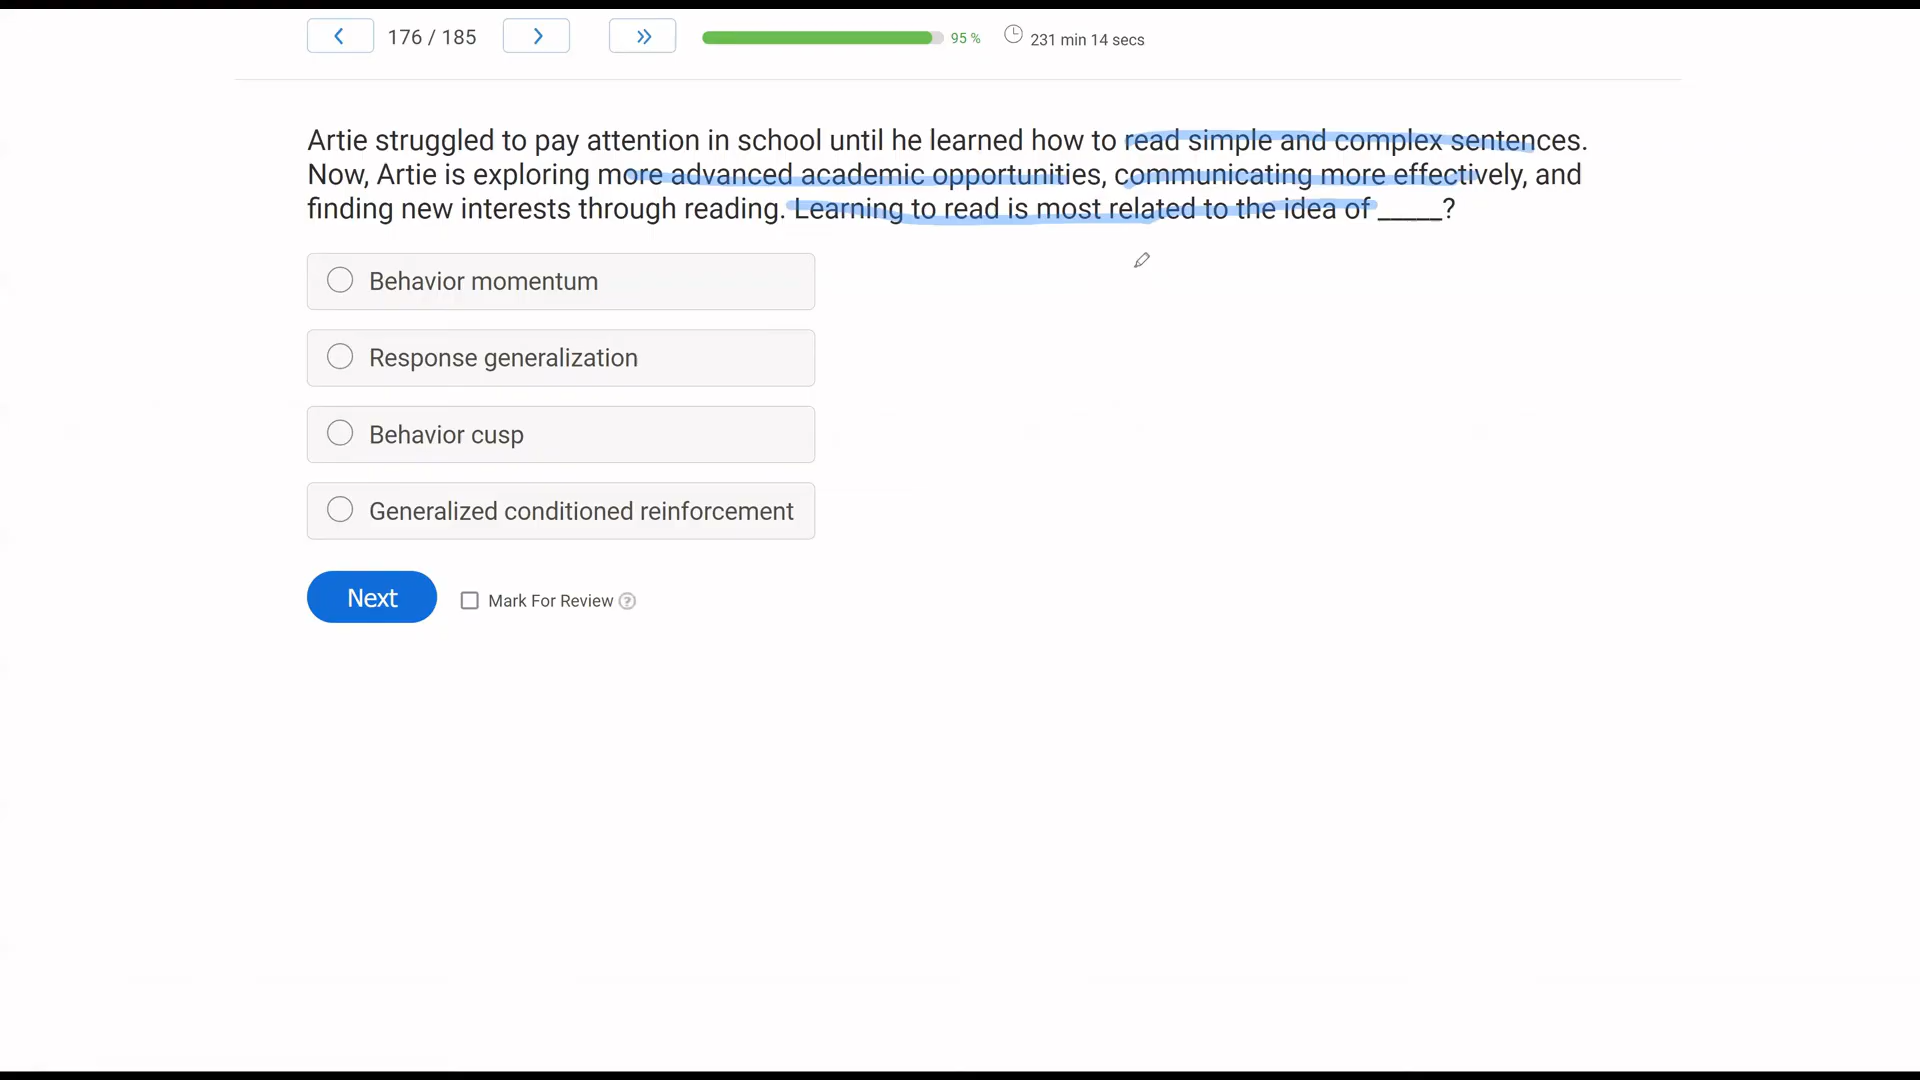 176 / 185 95 % 231 min 14 secs
Artie struggled to pay attention in school until he learned how to read simple and complex sentences.
Now, Artie is exploring more advanced academic opportunities, communicating more effectively, and
finding new interests through reading. Learning to read is most related to the idea of _____?
Behavior momentum
Response generalization
Behavior cusp
Generalized conditioned reinforcement
Next Mark For Review ?